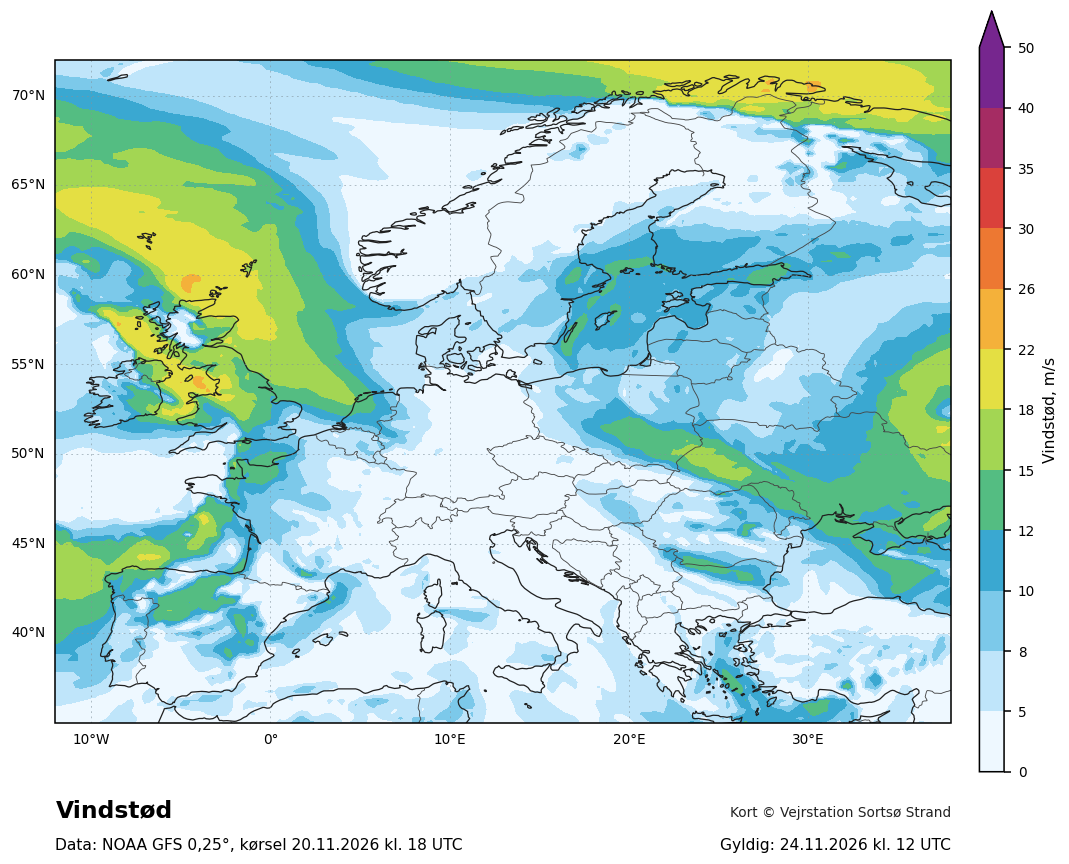 50
40
35
30
26
22
18
15
12
10
8
5
0
Vindstød, m/s
70°N
65°N
60°N
55°N
50°N
45°N
40°N
10°W
0°
10°E
20°E
30°E
Vindstød
Kort © Vejrstation Sortsø Strand
Data: NOAA GFS 0,25°, kørsel 20.11.2026 kl. 18 UTC
Gyldig: 24.11.2026 kl. 12 UTC